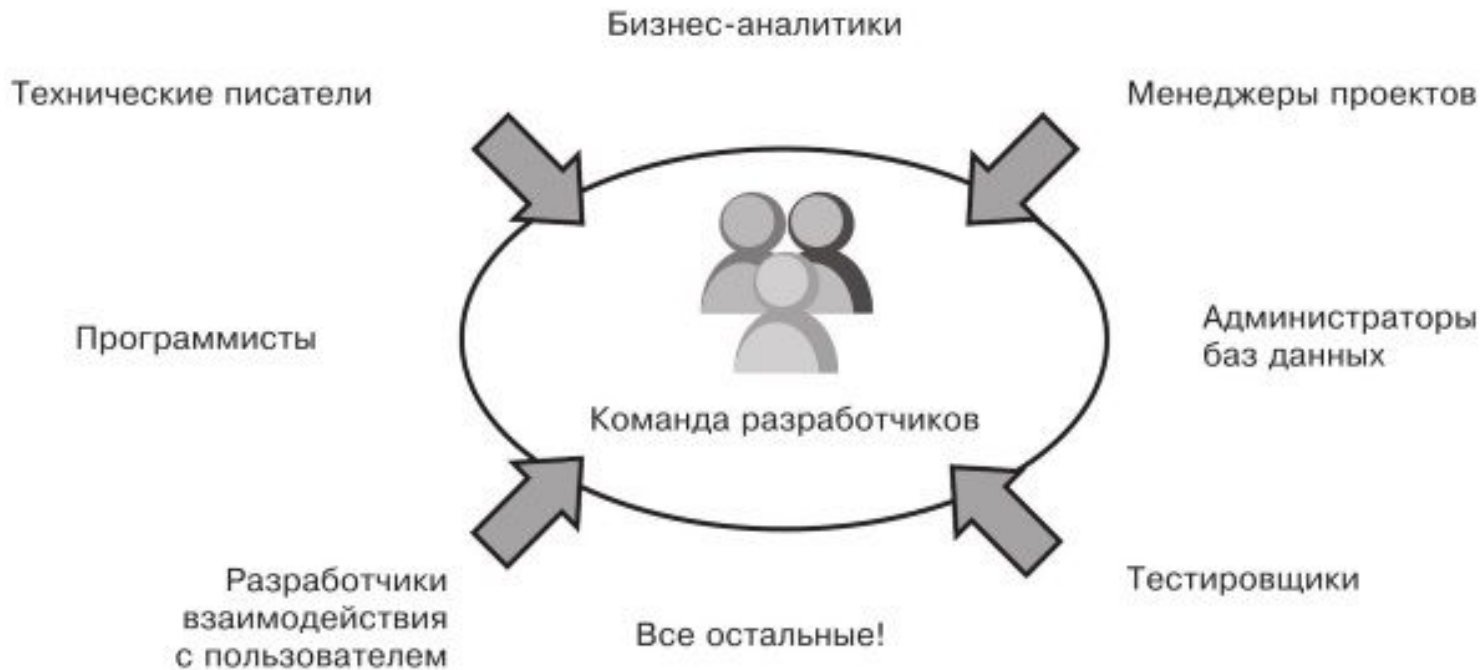 Бизнес-аналитики
Технические писатели
Менеджеры проектов
Программисты
Администраторы
баз данных
Команда разработчиков
Разработчики
взаимодействия
с пользователем
Все остальные!
Тестировщики